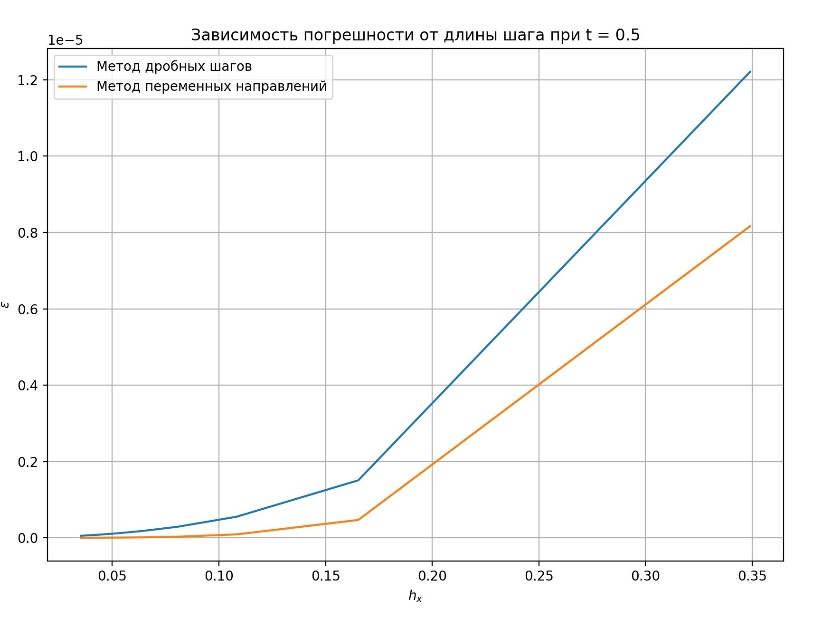 Зависимость погрешности от длины шага при t = 0.5
1e−5
Метод дробных шагов
Метод переменных направлений
1.2
1.0
0.8
0.6
0.4
0.2
0.0
ε
0.05 0.10 0.15 0.20 0.25 0.30 0.35
hₓ